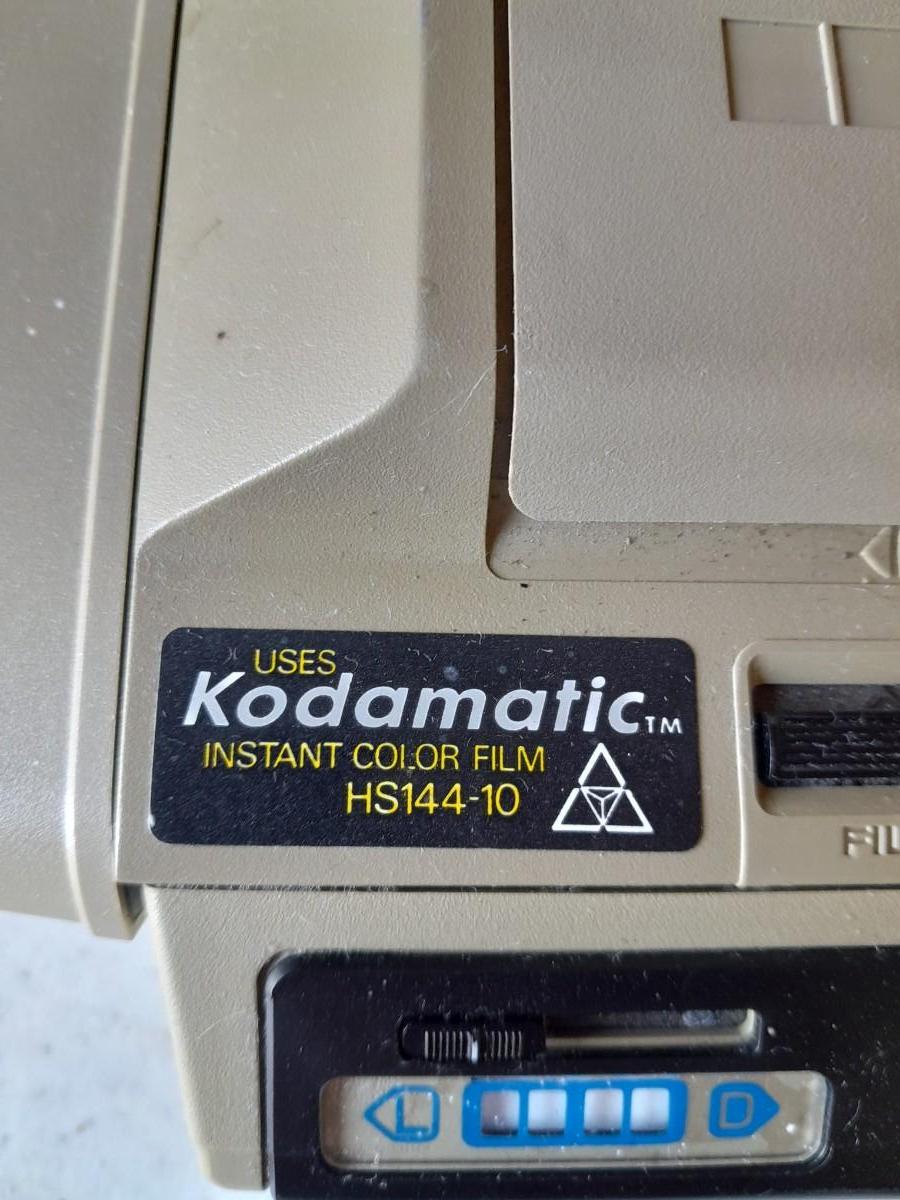 USES
Kodamatic™
INSTANT COLOR FILM
HS144-10
L D